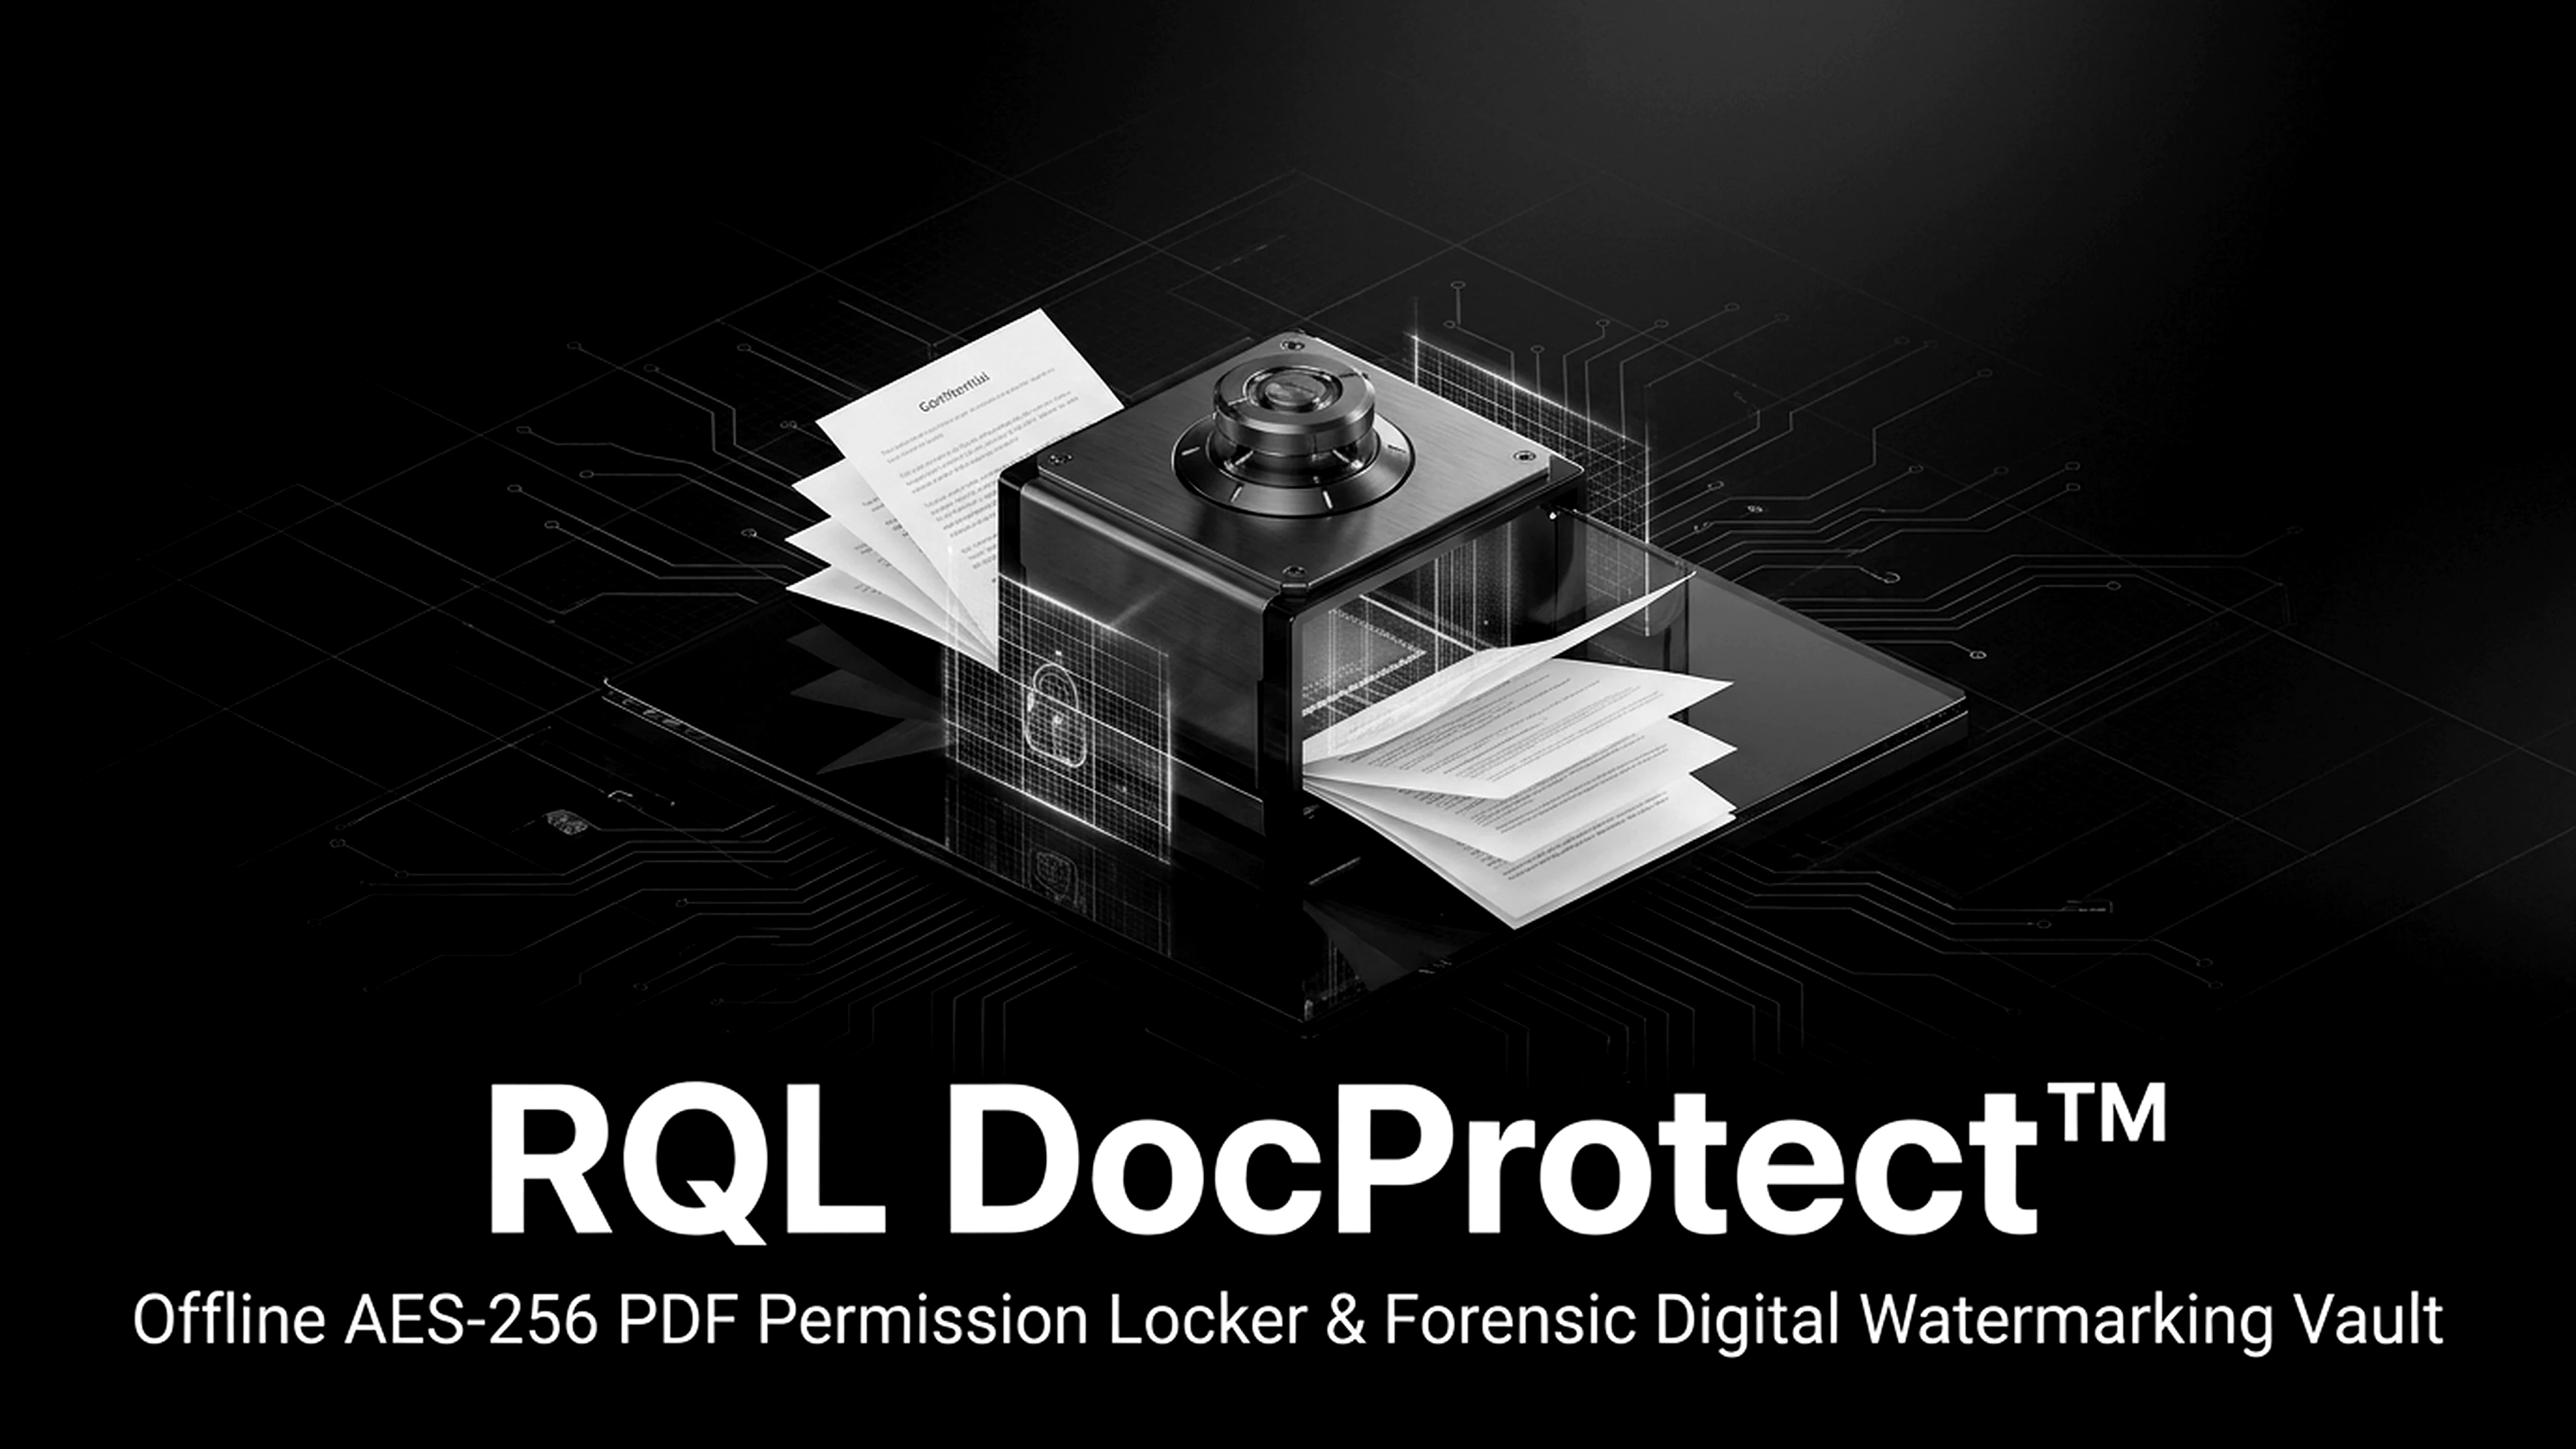 RQL DocProtect™
Offline AES-256 PDF Permission Locker & Forensic Digital Watermarking Vault